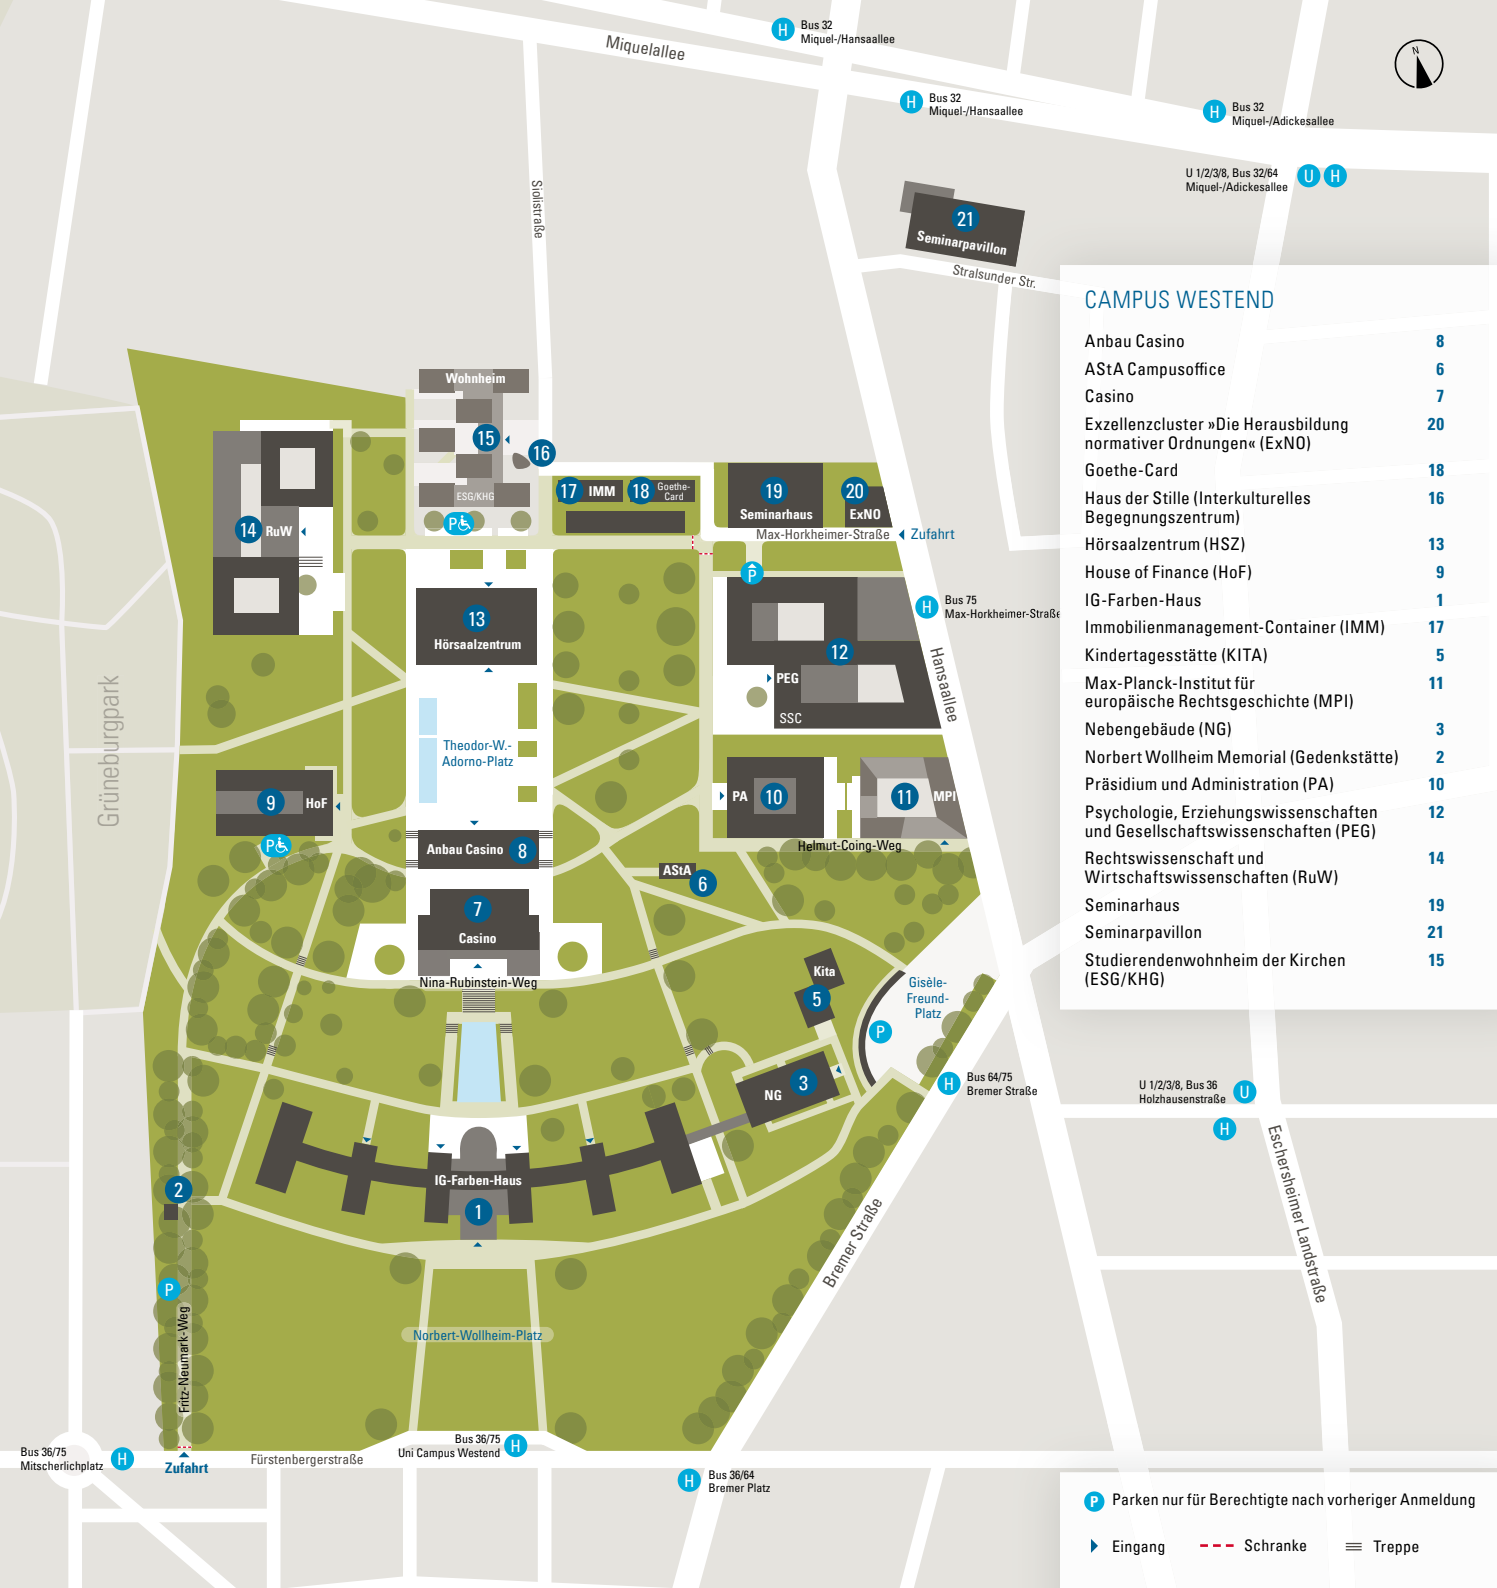 Bus 32
Miquel-/Hansaallee
Miquelallee
N
H
H
Bus 32
Miquel-/Hansaallee
H
Bus 32
Miquel-/Adickesallee
U 1/2/3/8, Bus 32/64
Miquel-/Adickesallee
U
H
Siolistraße
21
Seminarpavillon
Stralsunder Str.
CAMPUS WESTEND
Anbau Casino 8
AStA Campusoffice 6
Casino 7
Exzellenzcluster »Die Herausbildung 20
normativer Ordnungen« (ExNO)
Goethe-Card 18
Haus der Stille (Interkulturelles 16
Begegnungszentrum)
Hörsaalzentrum (HSZ) 13
House of Finance (HoF) 9
IG-Farben-Haus 1
Immobilienmanagement-Container (IMM) 17
Kindertagesstätte (KITA) 5
Max-Planck-Institut für 11
europäische Rechtsgeschichte (MPI)
Nebengebäude (NG) 3
Norbert Wollheim Memorial (Gedenkstätte) 2
Präsidium und Administration (PA) 10
Psychologie, Erziehungswissenschaften 12
und Gesellschaftswissenschaften (PEG)
Rechtswissenschaft und 14
Wirtschaftswissenschaften (RuW)
Seminarhaus 19
Seminarpavillon 21
Studierendenwohnheim der Kirchen 15
(ESG/KHG)
Wohnheim
15
16
ESG/KHG
P
17
IMM
18
Goethe-
Card
19
Seminarhaus
20
ExNO
Max-Horkheimer-Straße
Zufahrt
14
RuW
P
H
Bus 75
Max-Horkheimer-Straße
13
Hörsaalzentrum
12
PEG
SSC
Hansaallee
Grüneburgpark
Theodor-W.-
Adorno-Platz
9
HoF
P
PA
10
11
MPI
Helmut-Coing-Weg
Anbau Casino
8
AStA
6
7
Casino
Nina-Rubinstein-Weg
Kita
5
Gisèle-
Freund-
Platz
P
3
NG
H
Bus 64/75
Bremer Straße
U 1/2/3/8, Bus 36
Holzhausenstraße
U
H
Eschersheimer Landstraße
IG-Farben-Haus
1
2
P
Fritz-Neumark-Weg
Norbert-Wollheim-Platz
Bremer Straße
Bus 36/75
Mitscherlichplatz
H
Zufahrt
Fürstenbergerstraße
Bus 36/75
Uni Campus Westend
H
H
Bus 36/64
Bremer Platz
P
Parken nur für Berechtigte nach vorheriger Anmeldung
Eingang
Schranke
Treppe